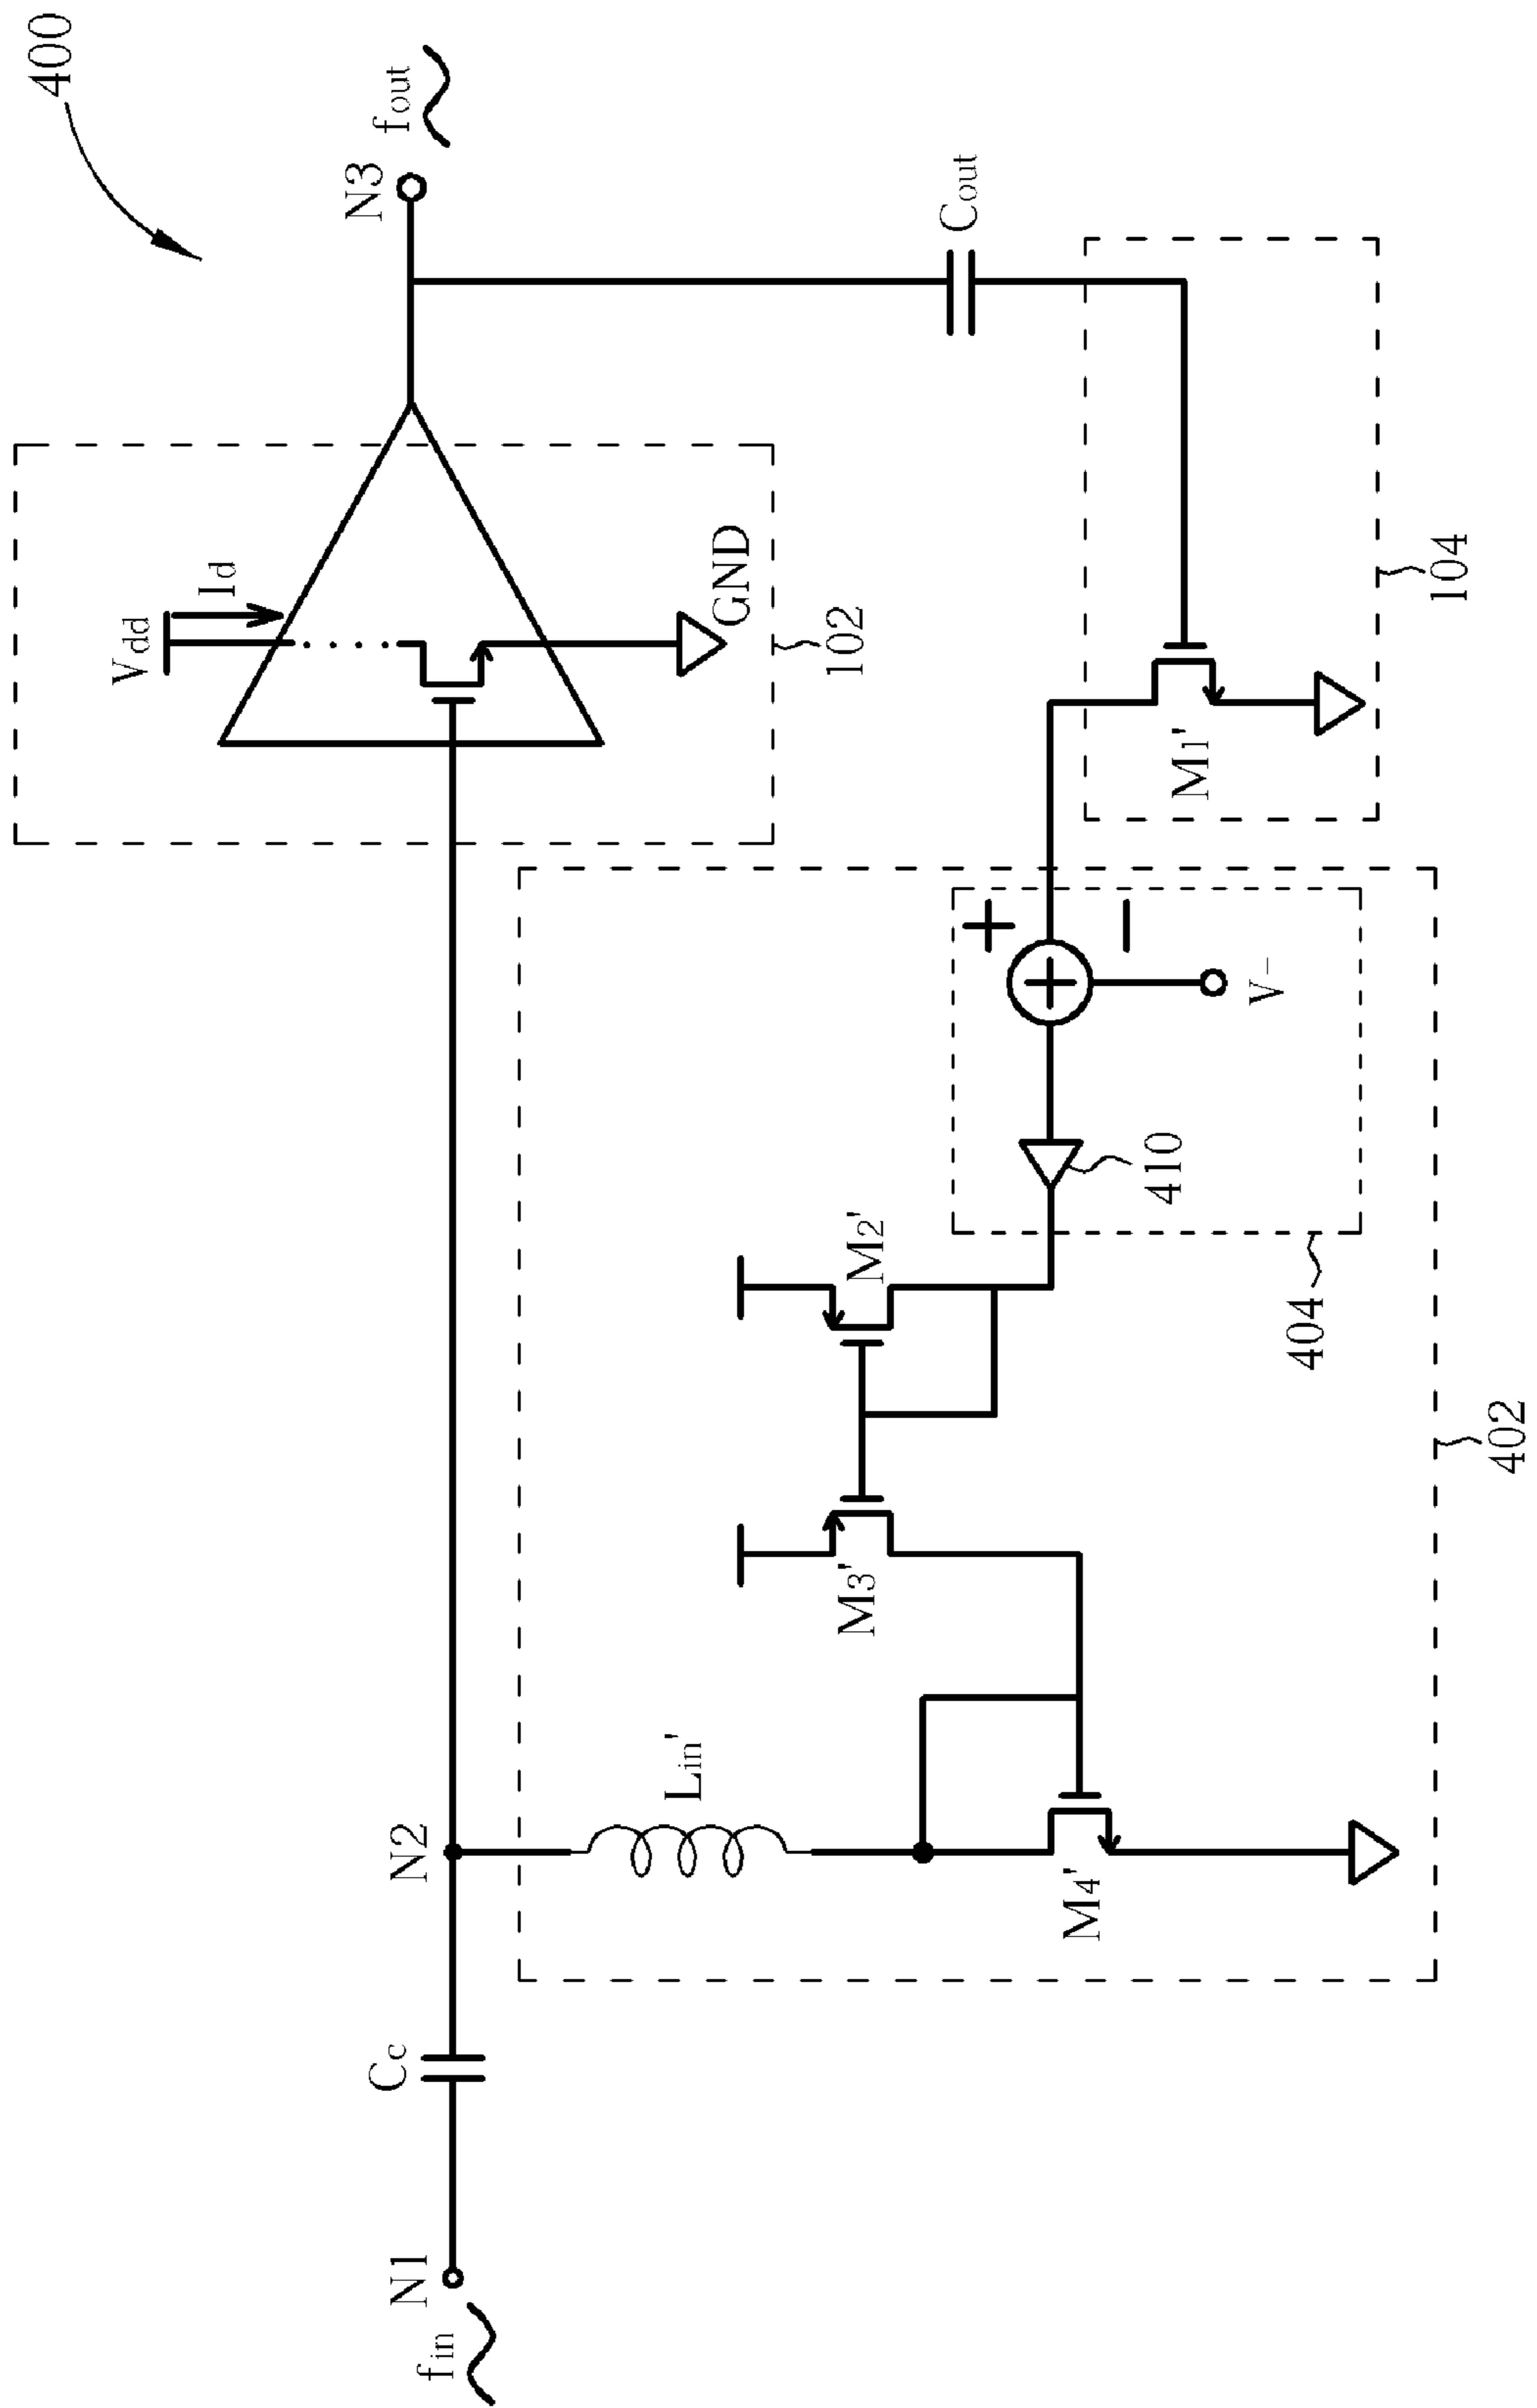 400
fin
N1
Cc
N2
Vdd
Id
GND
102
N3
fout
Lin'
M3'
M2'
M4'
410
404
+
−
V−
M1'
Cout
104
402